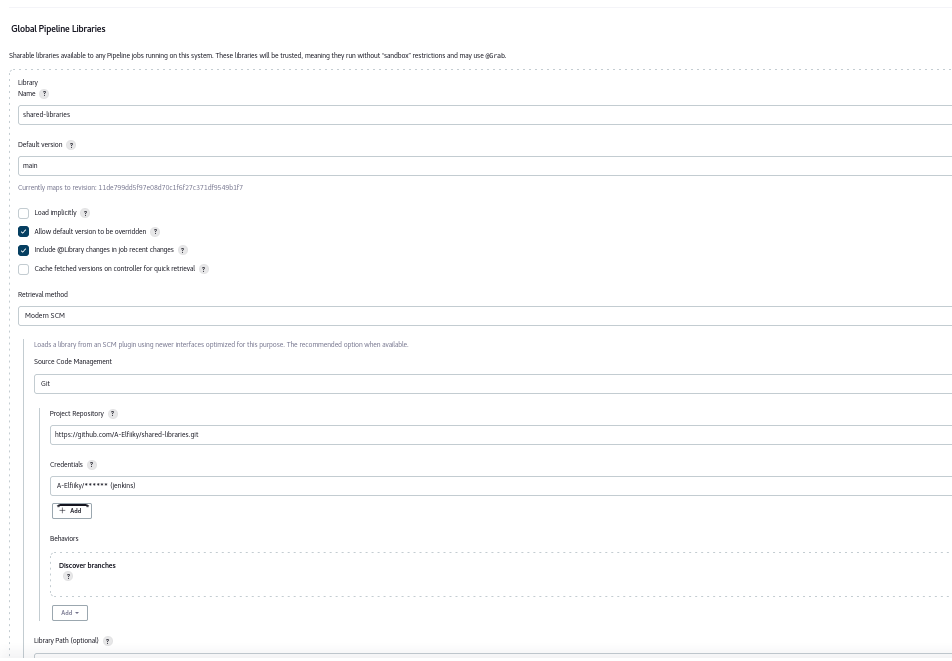 Global Pipeline Libraries
Sharable libraries available to any Pipeline jobs running on this system. These libraries will be trusted, meaning they run without "sandbox" restrictions and may use @Grab.
Library
Name ?
shared-libraries
Default version ?
main
Currently maps to revision: 11de799dd5f97e08d70c1f6f27c371df9549b1f7
Load implicitly ?
Allow default version to be overridden ?
Include @Library changes in job recent changes ?
Cache fetched versions on controller for quick retrieval ?
Retrieval method
Modern SCM
Loads a library from an SCM plugin using newer interfaces optimized for this purpose. The recommended option when available.
Source Code Management
Git
Project Repository ?
https://github.com/A-Elfiiky/shared-libraries.git
Credentials ?
A-Elfiiky/****** (jenkins)
+ Add
Behaviors
Discover branches
?
Add
Library Path (optional) ?